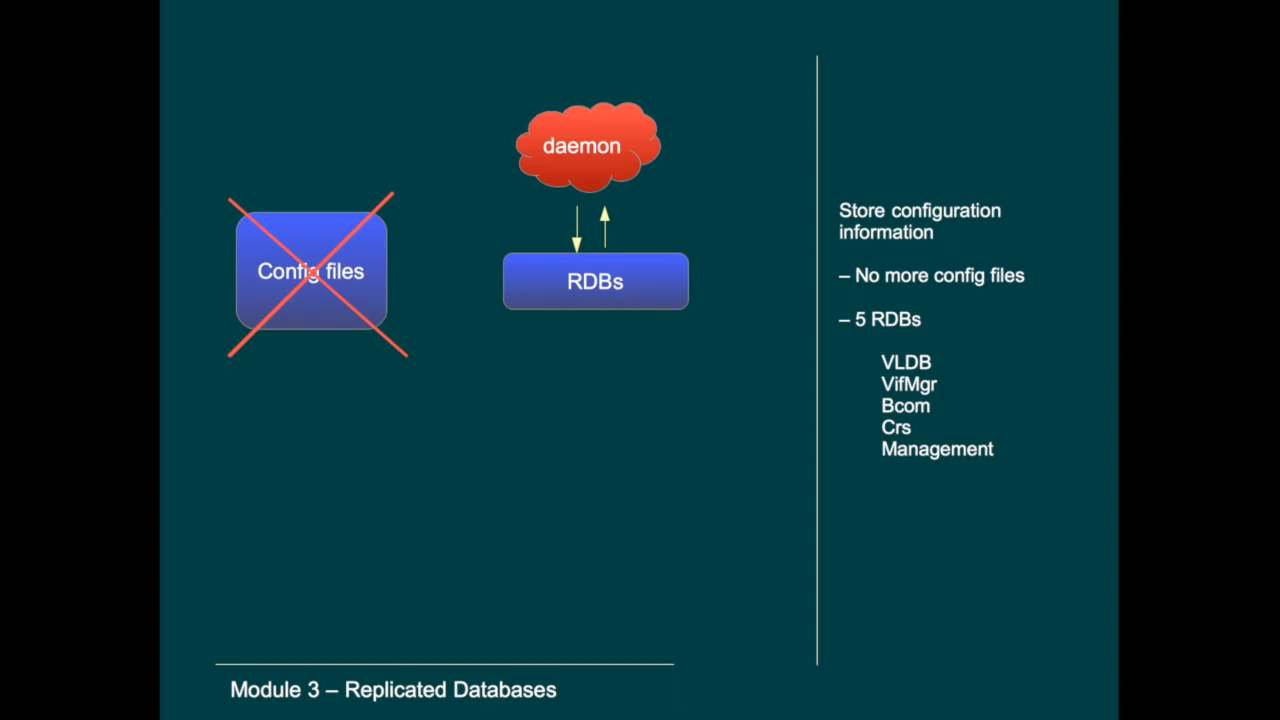 daemon
Config files
RDBs
Store configuration
information
– No more config files
– 5 RDBs
VLDB
VifMgr
Bcom
Crs
Management
Module 3 – Replicated Databases